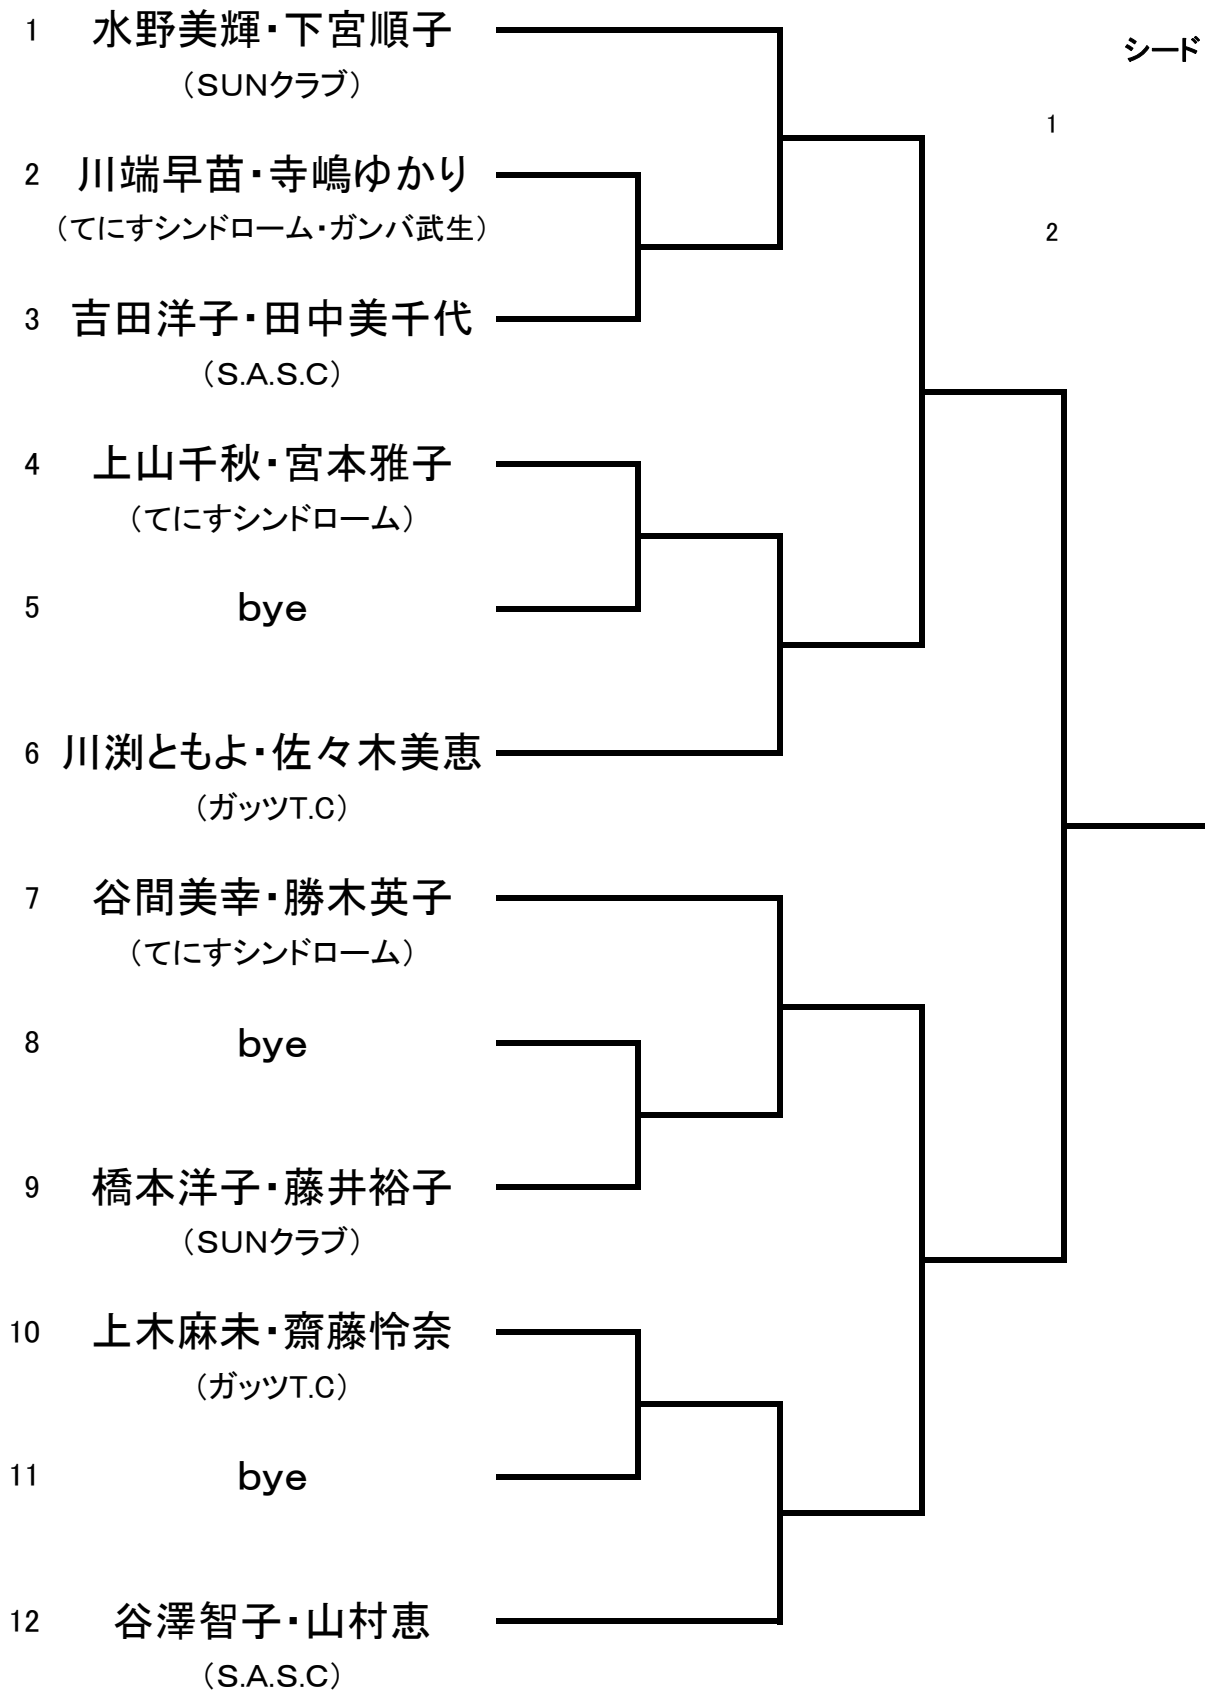 1 水野美輝・下宮順子
（SUNクラブ）
シード
1
2 川端早苗・寺嶋ゆかり
（てにすシンドローム・ガンバ武生）
2
3 吉田洋子・田中美千代
（S.A.S.C）
4 上山千秋・宮本雅子
（てにすシンドローム）
5 bye
6 川渕ともよ・佐々木美恵
（ガッツT.C）
7 谷間美幸・勝木英子
（てにすシンドローム）
8 bye
9 橋本洋子・藤井裕子
（SUNクラブ）
10 上木麻未・齋藤怜奈
（ガッツT.C）
11 bye
12 谷澤智子・山村恵
（S.A.S.C）